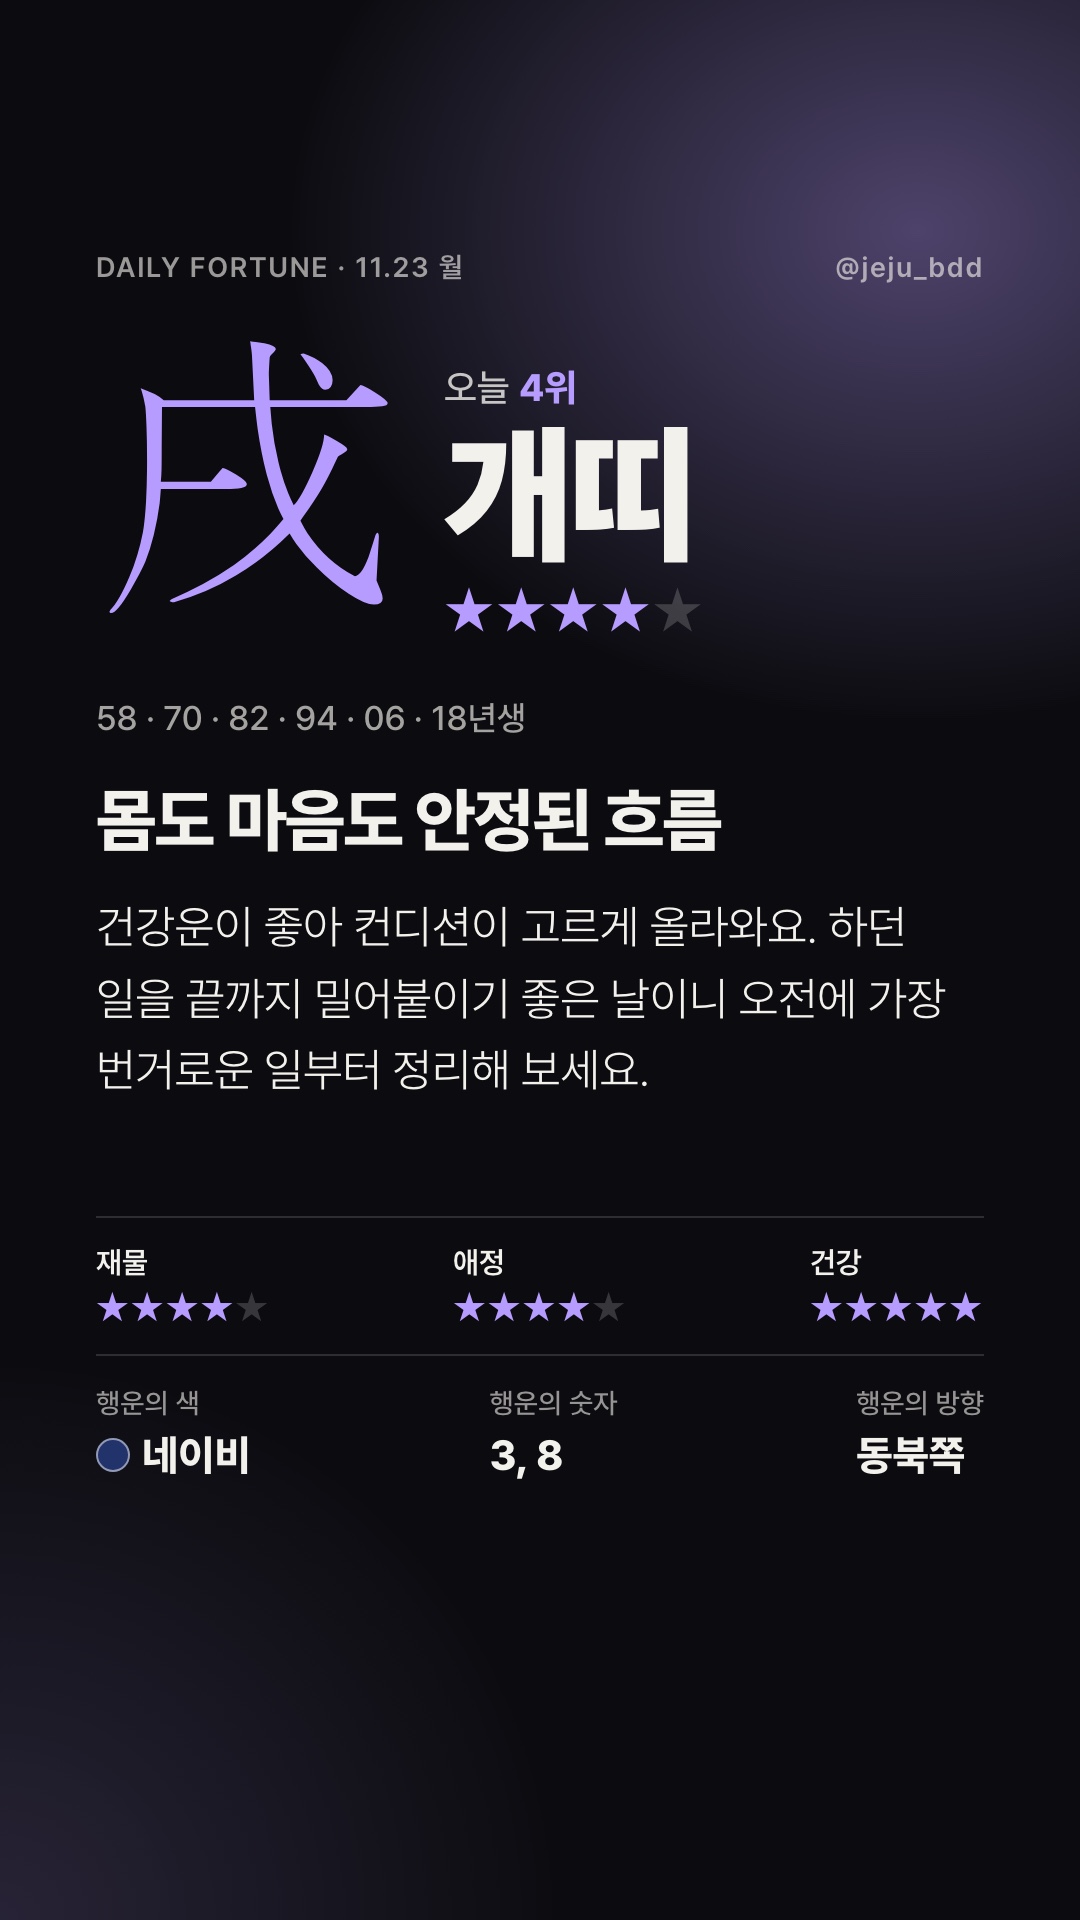 DAILY FORTUNE · 11.23 월
@jeju_bdd
戌
오늘 4위
개띠
★★★★★
58 · 70 · 82 · 94 · 06 · 18년생
몸도 마음도 안정된 흐름
건강운이 좋아 컨디션이 고르게 올라와요. 하던
일을 끝까지 밀어붙이기 좋은 날이니 오전에 가장
번거로운 일부터 정리해 보세요.
재물 애정 건강
★★★★★ ★★★★★ ★★★★★
행운의 색 행운의 숫자 행운의 방향
네이비 3, 8 동북쪽